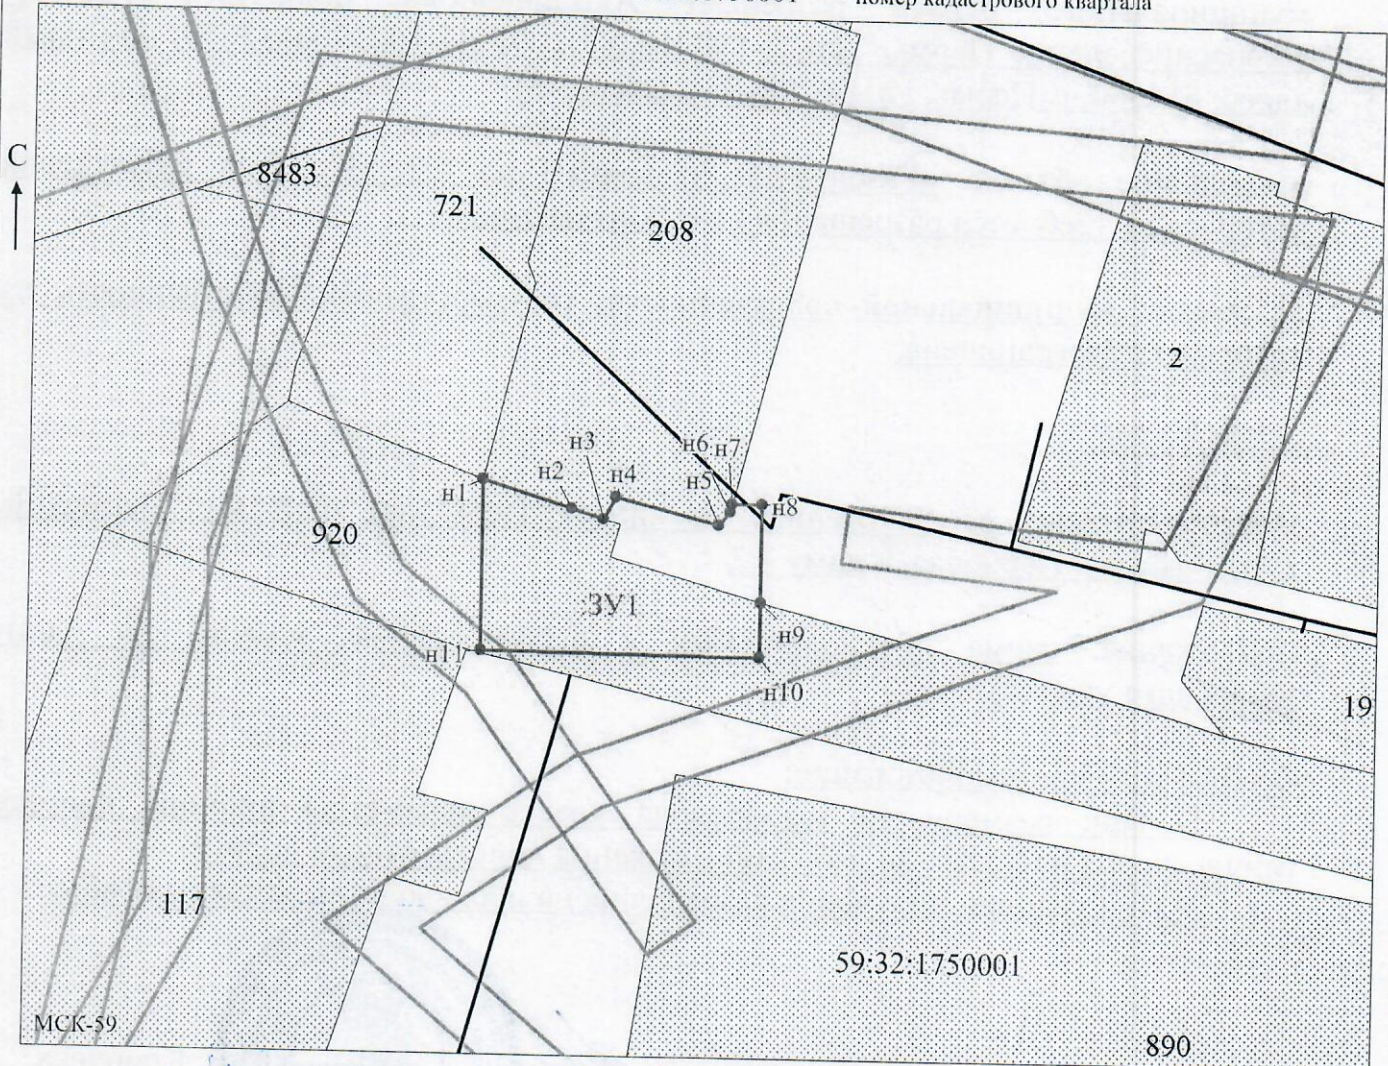 номер кадастрового квартала
С
8483
721
208
2
н3
н6 н7
н2
н4
н1
н5
н8
920
:ЗУ1
н9
н11
н10
19
117
59:32:1750001
МСК-59
890